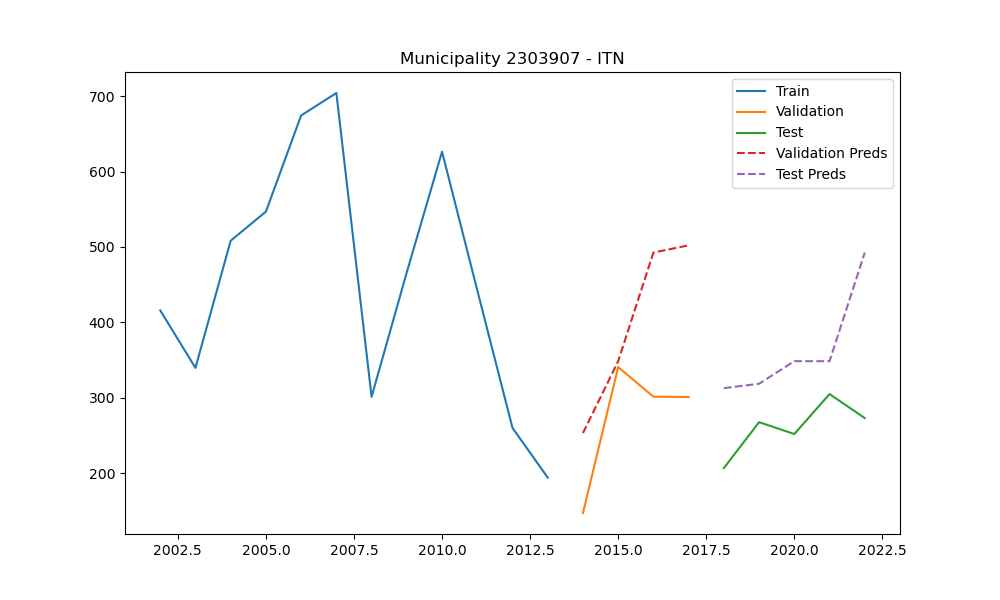 Municipality 2303907 - ITN
Train
Validation
Test
Validation Preds
Test Preds
700
600
500
400
300
200
2002.5 2005.0 2007.5 2010.0 2012.5 2015.0 2017.5 2020.0 2022.5